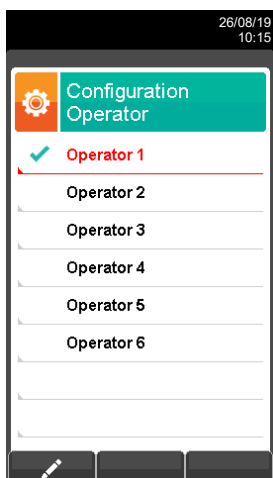 26/08/19
10:15
Configuration
Operator
Operator 1
Operator 2
Operator 3
Operator 4
Operator 5
Operator 6